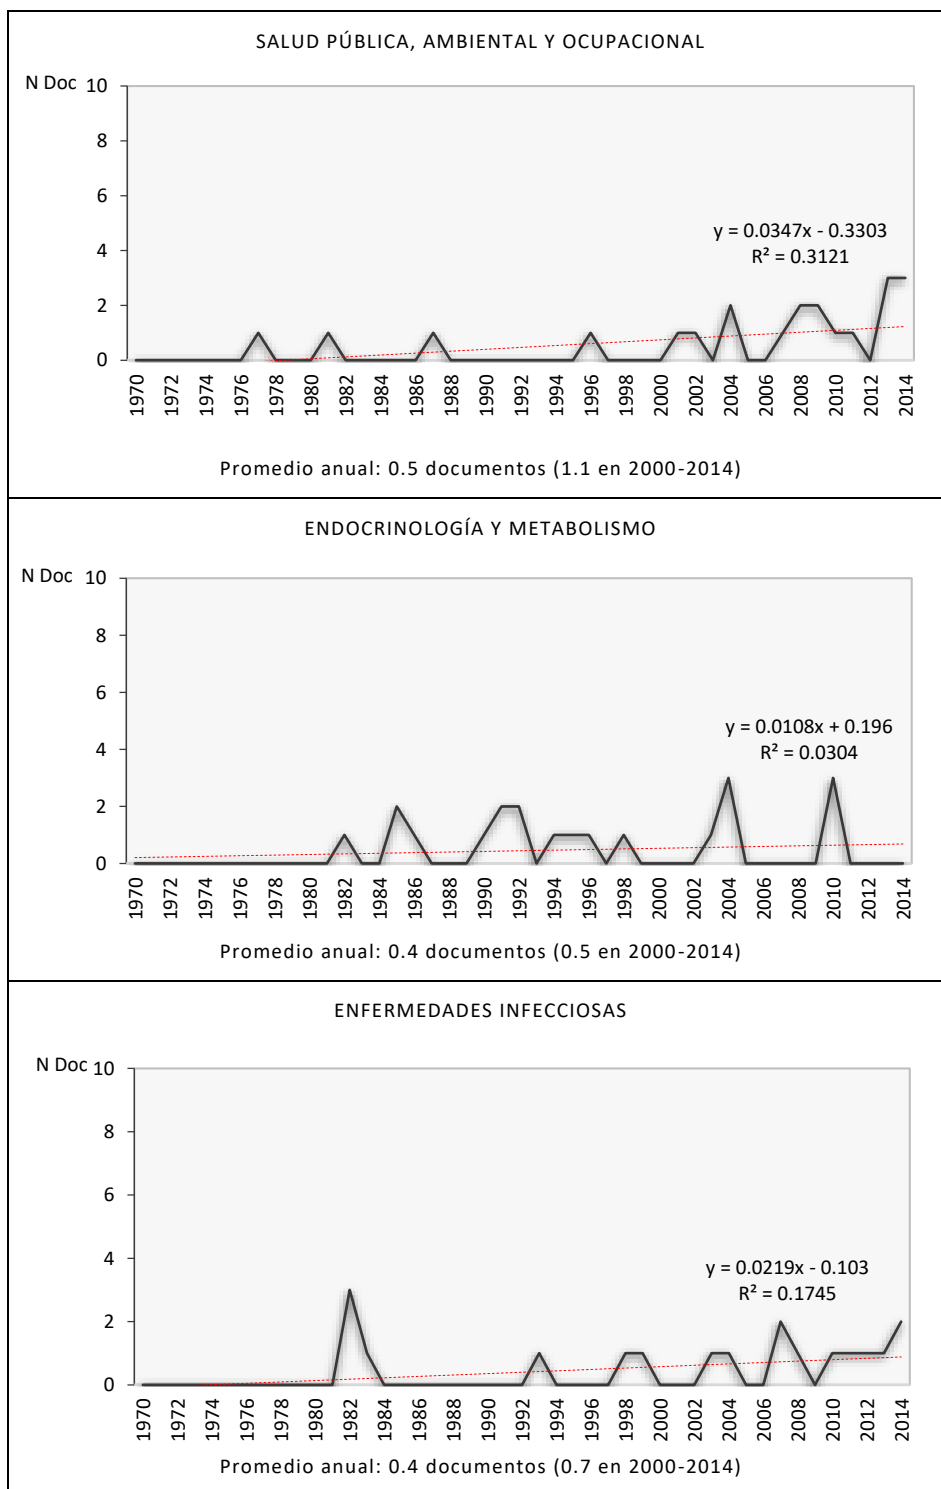 SALUD PÚBLICA, AMBIENTAL Y OCUPACIONAL
N Doc
10
8
6
4
2
0
y = 0.0347x - 0.3303
R² = 0.3121
1970 1972 1974 1976 1978 1980 1982 1984 1986 1988 1990 1992 1994 1996 1998 2000 2002 2004 2006 2008 2010 2012 2014
Promedio anual: 0.5 documentos (1.1 en 2000-2014)
ENDOCRINOLOGÍA Y METABOLISMO
N Doc
10
8
6
4
2
0
y = 0.0108x + 0.196
R² = 0.0304
1970 1972 1974 1976 1978 1980 1982 1984 1986 1988 1990 1992 1994 1996 1998 2000 2002 2004 2006 2008 2010 2012 2014
Promedio anual: 0.4 documentos (0.5 en 2000-2014)
ENFERMEDADES INFECCIOSAS
N Doc
10
8
6
4
2
0
y = 0.0219x - 0.103
R² = 0.1745
1970 1972 1974 1976 1978 1980 1982 1984 1986 1988 1990 1992 1994 1996 1998 2000 2002 2004 2006 2008 2010 2012 2014
Promedio anual: 0.4 documentos (0.7 en 2000-2014)